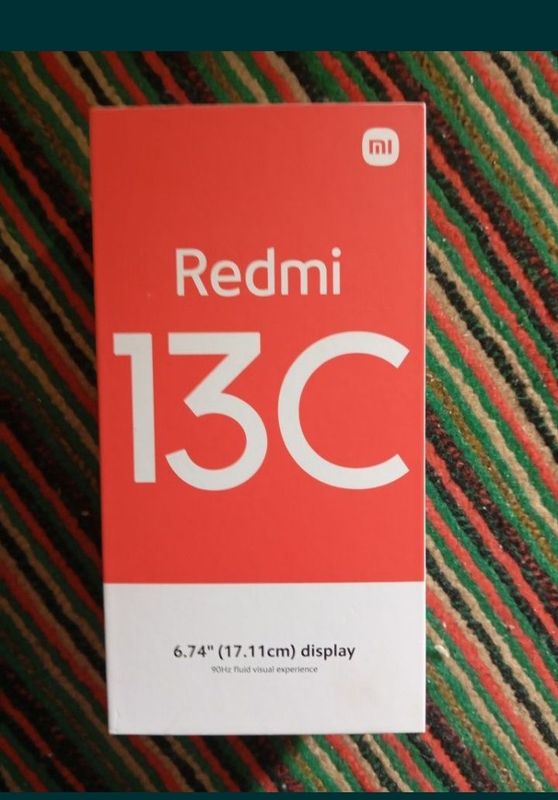 mi
Redmi
13C
6.74" (17.11cm) display
90Hz fluid visual experience